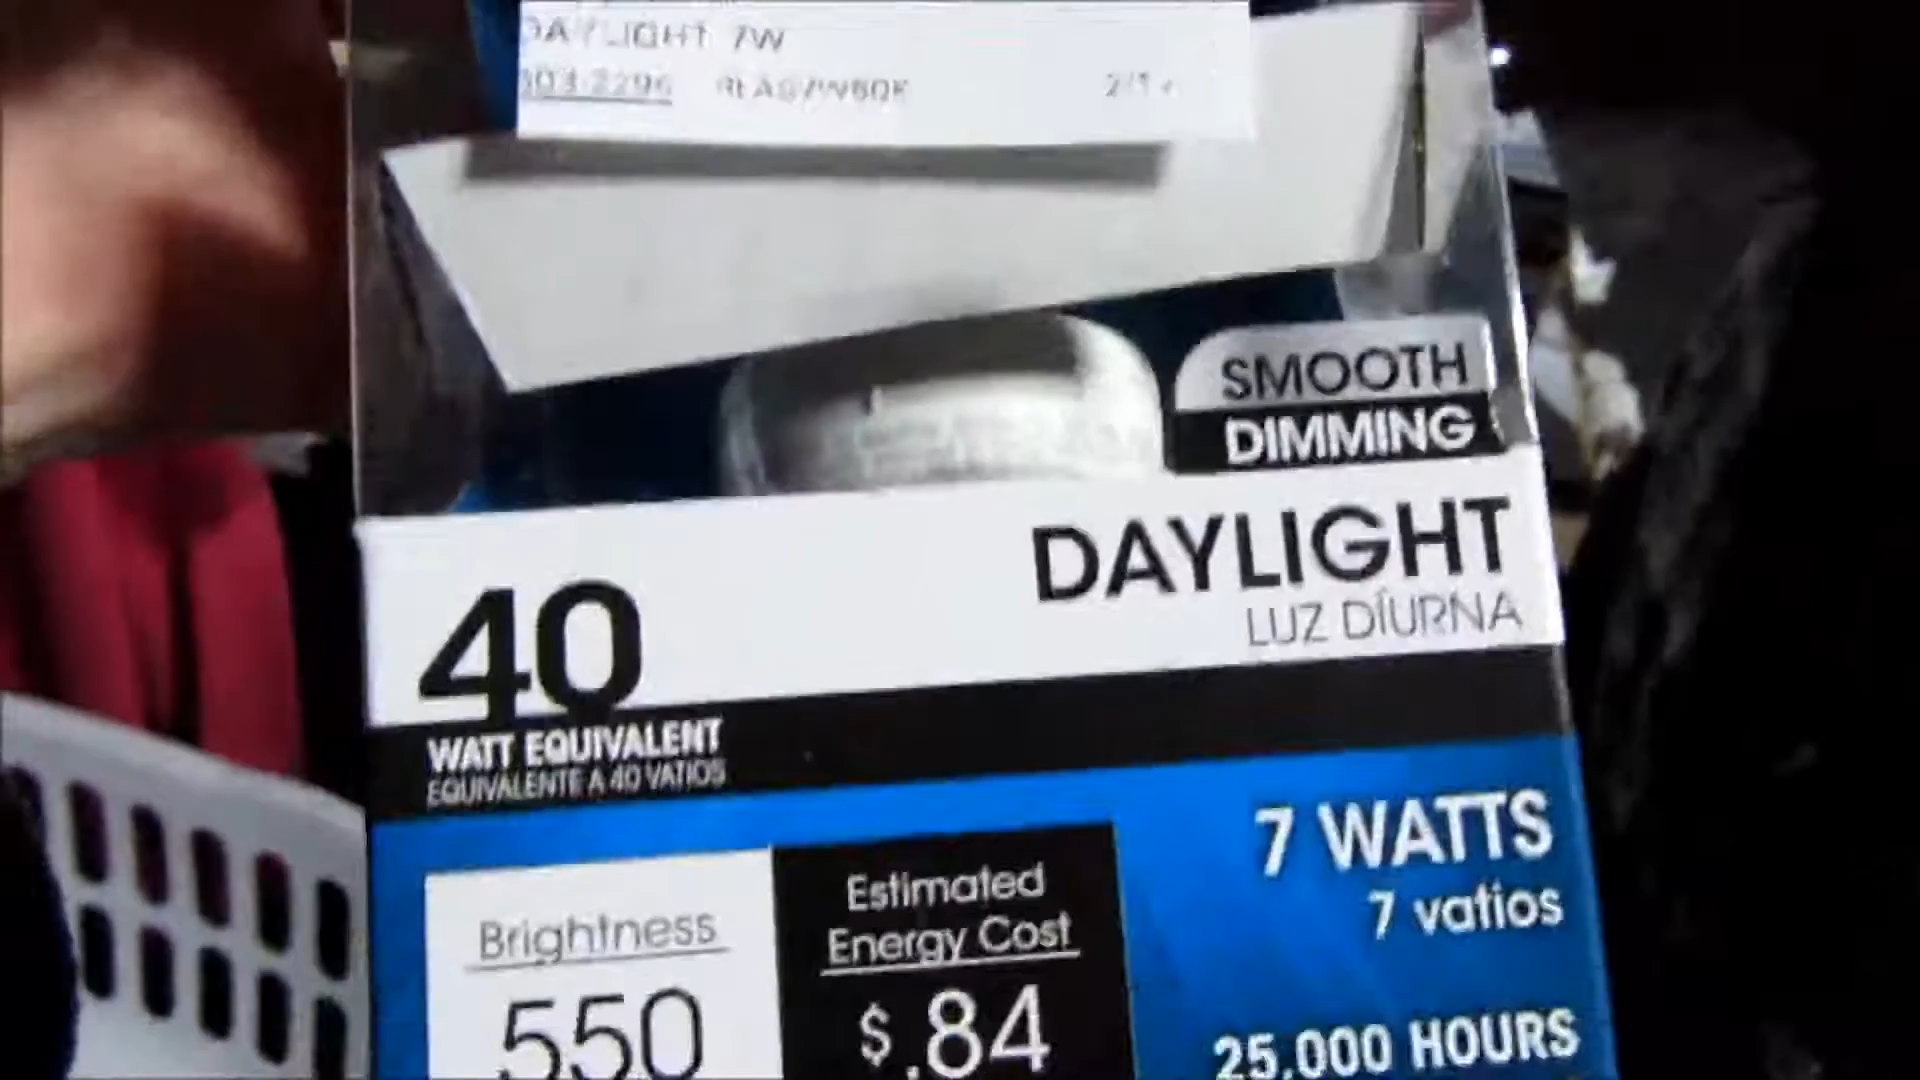 DAYLIGHT 7W
SMOOTH
DIMMING
DAYLIGHT
LUZ DÍURNA
40
WATT EQUIVALENT
EQUIVALENTE A 40 VATIOS
7 WATTS
7 vatios
Brightness
550
Estimated
Energy Cost
$.84
25,000 HOURS